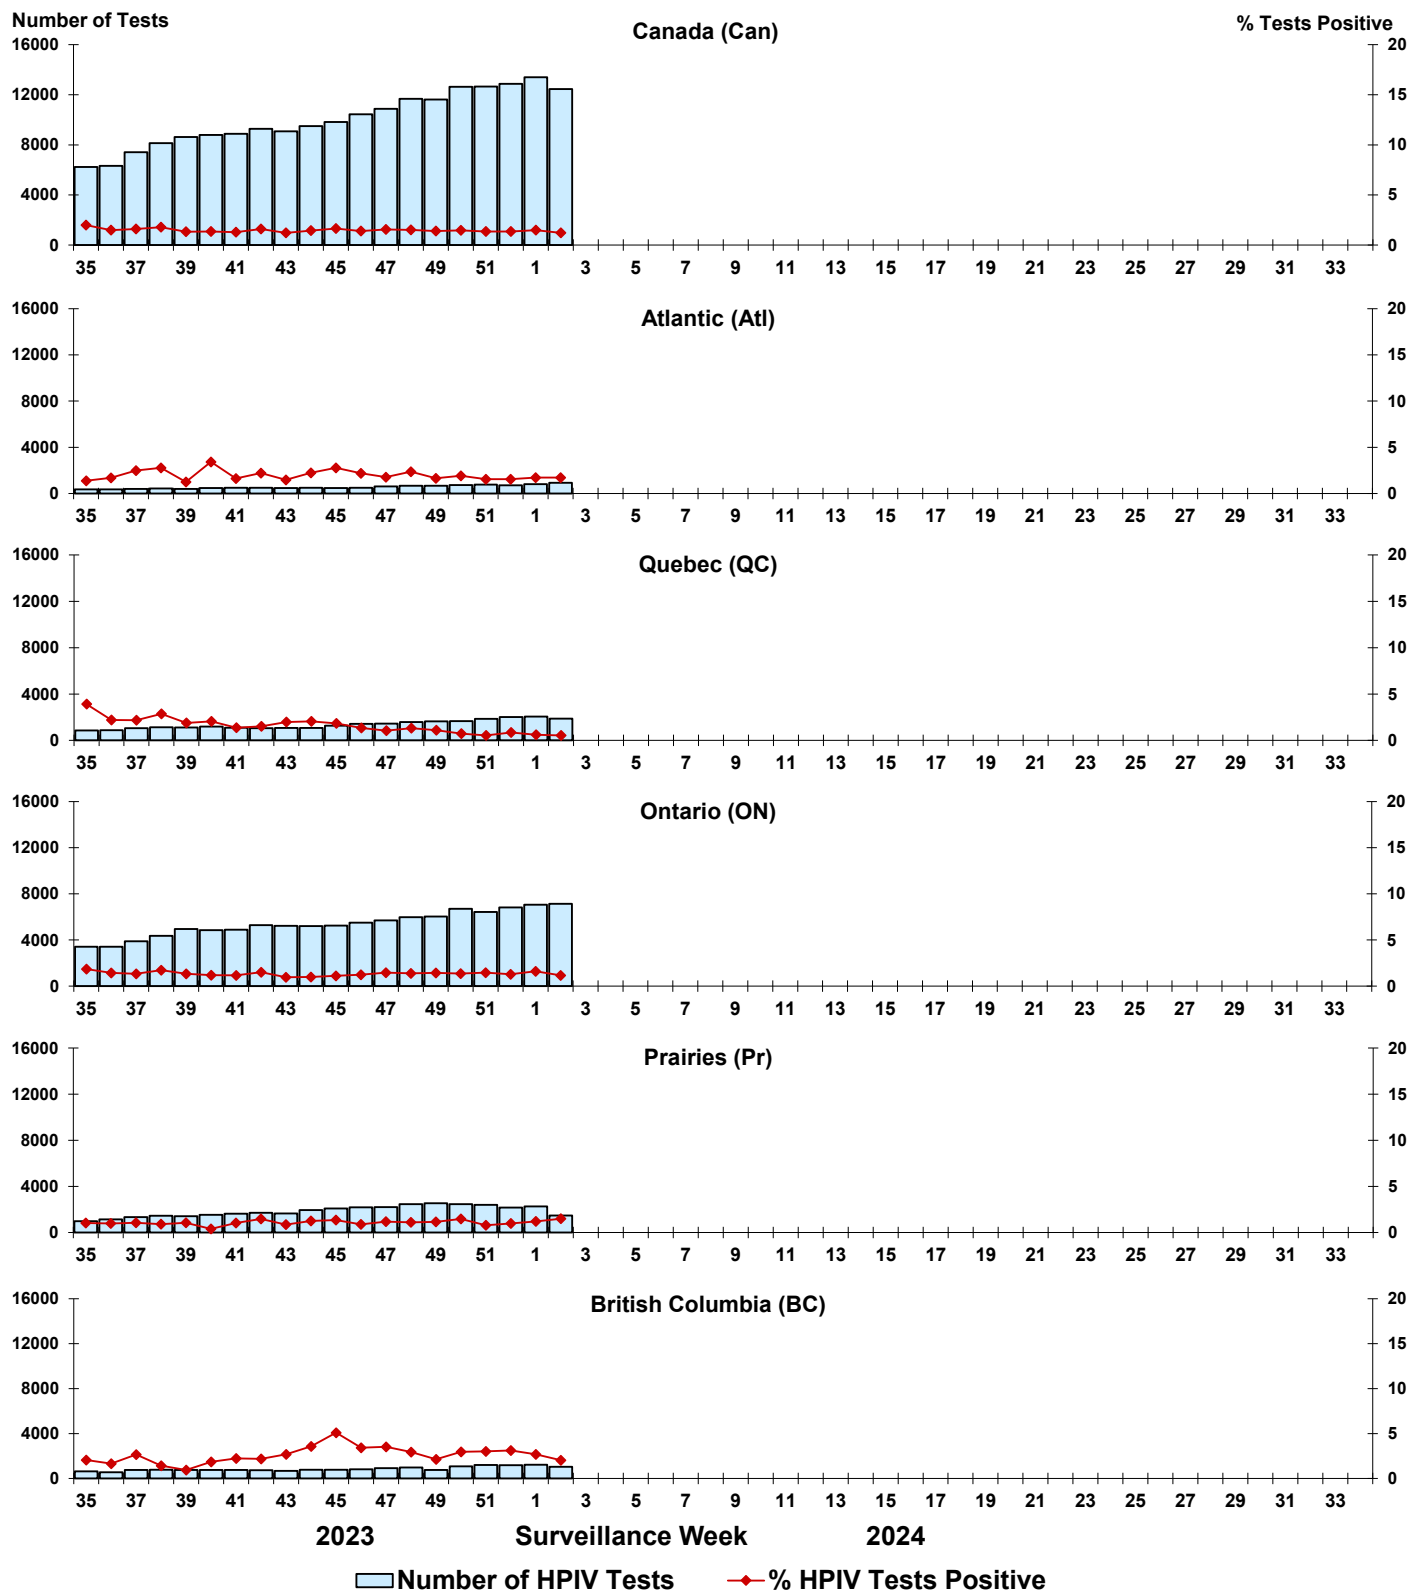 Number of Tests
% Tests Positive
Canada (Can)
16000 20
12000 15
8000 10
4000 5
0 0
35 37 39 41 43 45 47 49 51 1 3 5 7 9 11 13 15 17 19 21 23 25 27 29 31 33
Atlantic (Atl)
16000 20
12000 15
8000 10
4000 5
0 0
35 37 39 41 43 45 47 49 51 1 3 5 7 9 11 13 15 17 19 21 23 25 27 29 31 33
Quebec (QC)
16000 20
12000 15
8000 10
4000 5
0 0
35 37 39 41 43 45 47 49 51 1 3 5 7 9 11 13 15 17 19 21 23 25 27 29 31 33
Ontario (ON)
16000 20
12000 15
8000 10
4000 5
0 0
35 37 39 41 43 45 47 49 51 1 3 5 7 9 11 13 15 17 19 21 23 25 27 29 31 33
Prairies (Pr)
16000 20
12000 15
8000 10
4000 5
0 0
35 37 39 41 43 45 47 49 51 1 3 5 7 9 11 13 15 17 19 21 23 25 27 29 31 33
British Columbia (BC)
16000 20
12000 15
8000 10
4000 5
0 0
35 37 39 41 43 45 47 49 51 1 3 5 7 9 11 13 15 17 19 21 23 25 27 29 31 33
2023 Surveillance Week 2024
Number of HPIV Tests % HPIV Tests Positive